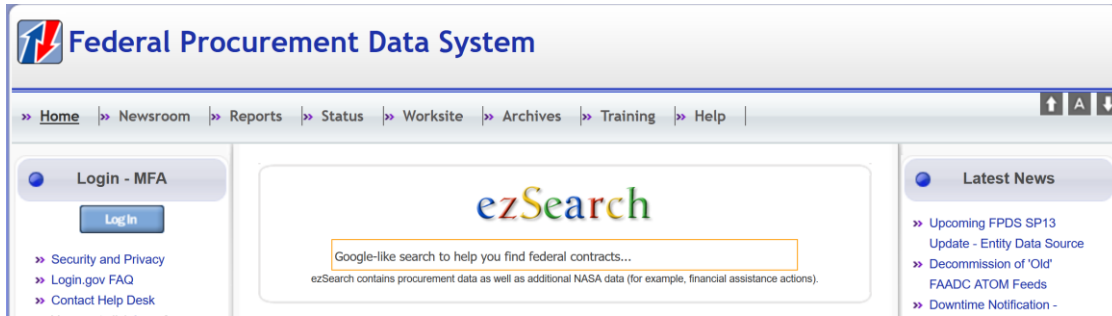 Federal Procurement Data System
» Home » Newsroom » Reports » Status » Worksite » Archives » Training » Help
A
Login - MFA
Log In
» Security and Privacy
» Login.gov FAQ
» Contact Help Desk
ezSearch
Google-like search to help you find federal contracts...
ezSearch contains procurement data as well as additional NASA data (for example, financial assistance actions).
Latest News
» Upcoming FPDS SP13
Update - Entity Data Source
» Decommission of 'Old'
FAADC ATOM Feeds
» Downtime Notification -